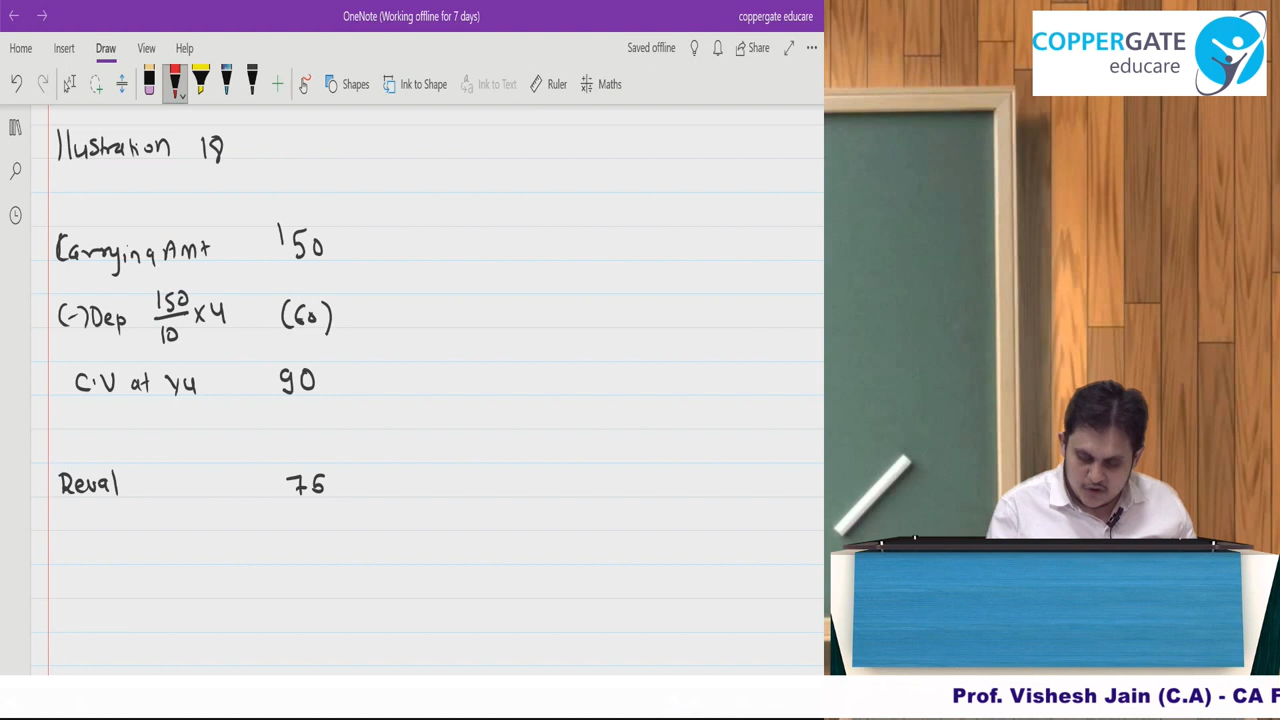 OneNote (Working offline for 7 days)
coppergate educare
Home Insert Draw View Help
Saved offline Share
Shapes Ink to Shape Ink to Text Ruler Maths
COPPERGATE
educare
Illustration 18
Carrying Amt 150
(-) Dep 150/10 x 4 (60)
C.V at Y4 90
Reval 75
Prof. Vishesh Jain (C.A) - CA F